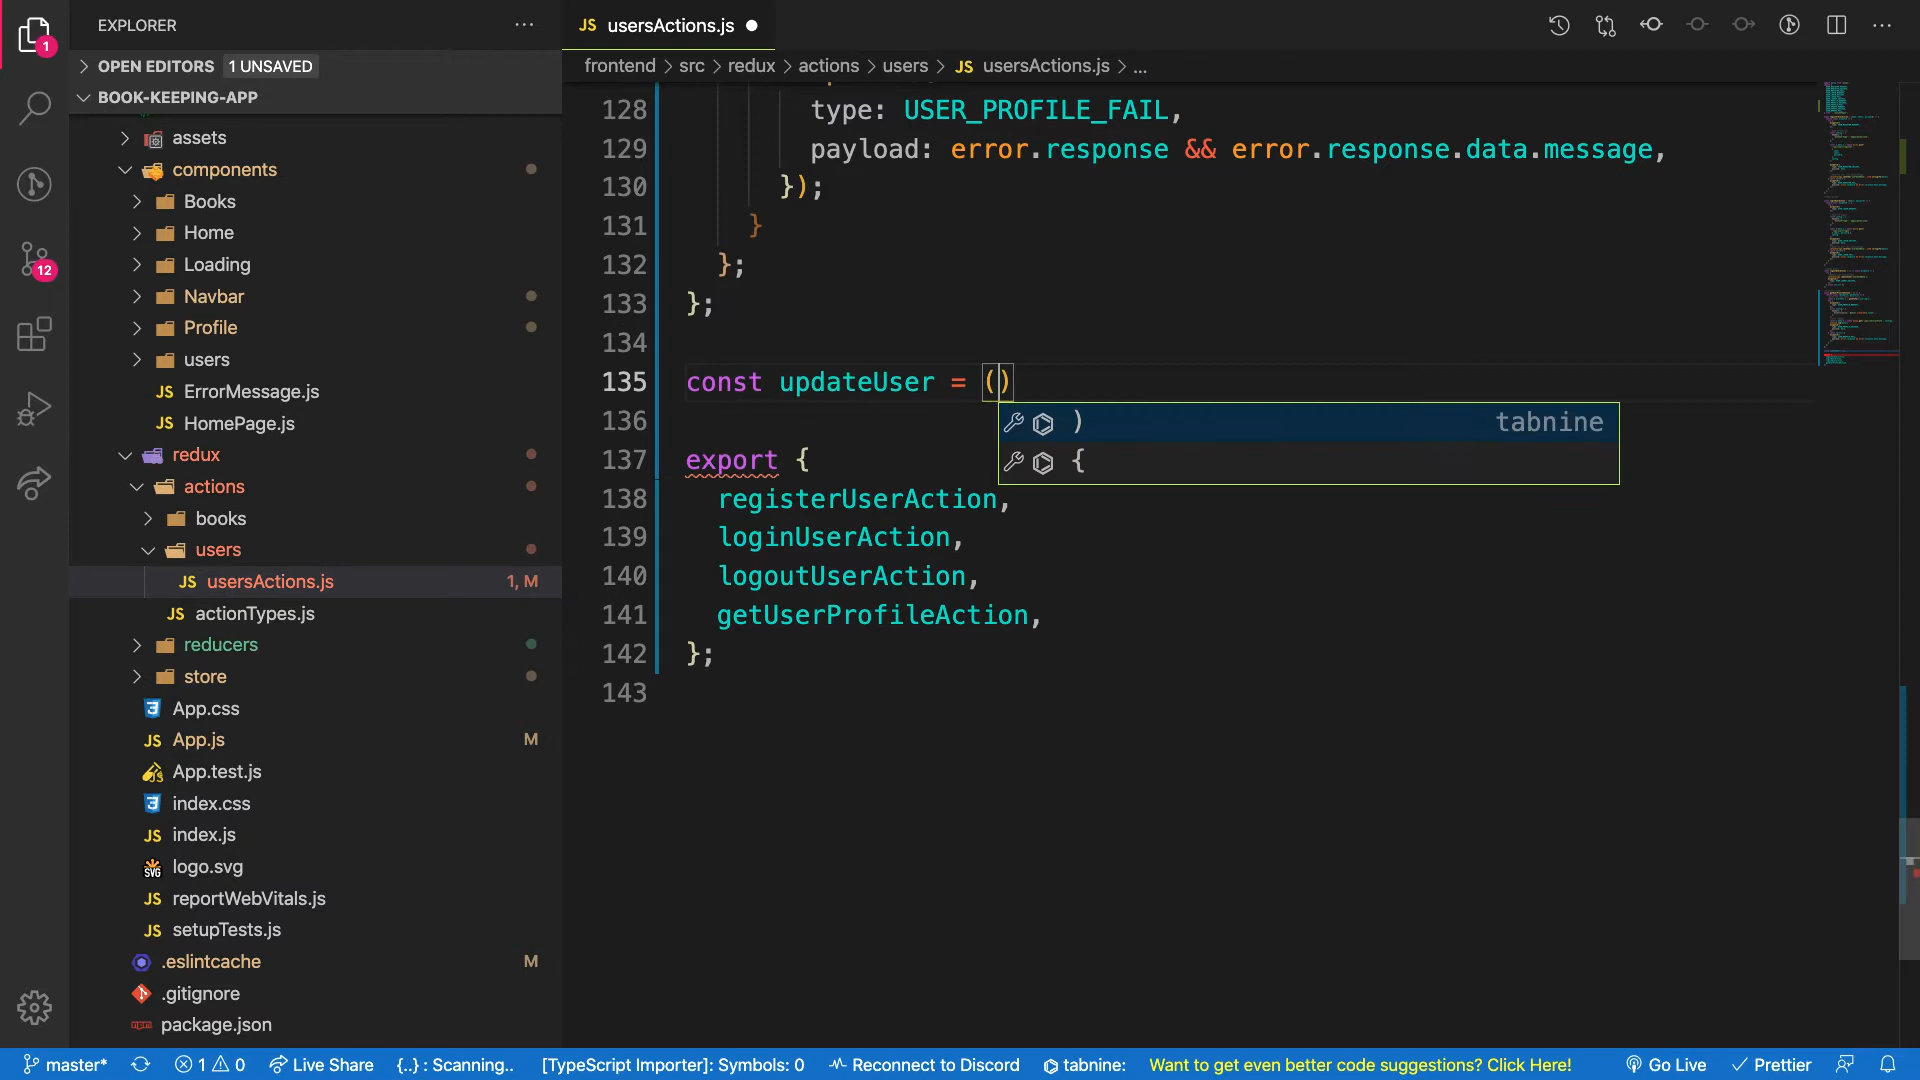 EXPLORER
JS usersActions.js
OPEN EDITORS 1 UNSAVED
BOOK-KEEPING-APP
assets
components
Books
Home
Loading
Navbar
Profile
users
JS ErrorMessage.js
JS HomePage.js
redux
actions
books
users
JS usersActions.js 1, M
JS actionTypes.js
reducers
store
App.css
JS App.js M
App.test.js
index.css
JS index.js
logo.svg
JS reportWebVitals.js
JS setupTests.js
.eslintcache M
.gitignore
package.json
1
12
frontend > src > redux > actions > users > JS usersActions.js > ...
128 type: USER_PROFILE_FAIL,
129 payload: error.response && error.response.data.message,
130 });
131 }
132 };
133 };
134
135 const updateUser = ()
136
) tabnine
{
137 export {
138 registerUserAction,
139 loginUserAction,
140 logoutUserAction,
141 getUserProfileAction,
142 };
143
master* 1 0 Live Share {..} : Scanning.. [TypeScript Importer]: Symbols: 0 Reconnect to Discord tabnine: Want to get even better code suggestions? Click Here! Go Live Prettier